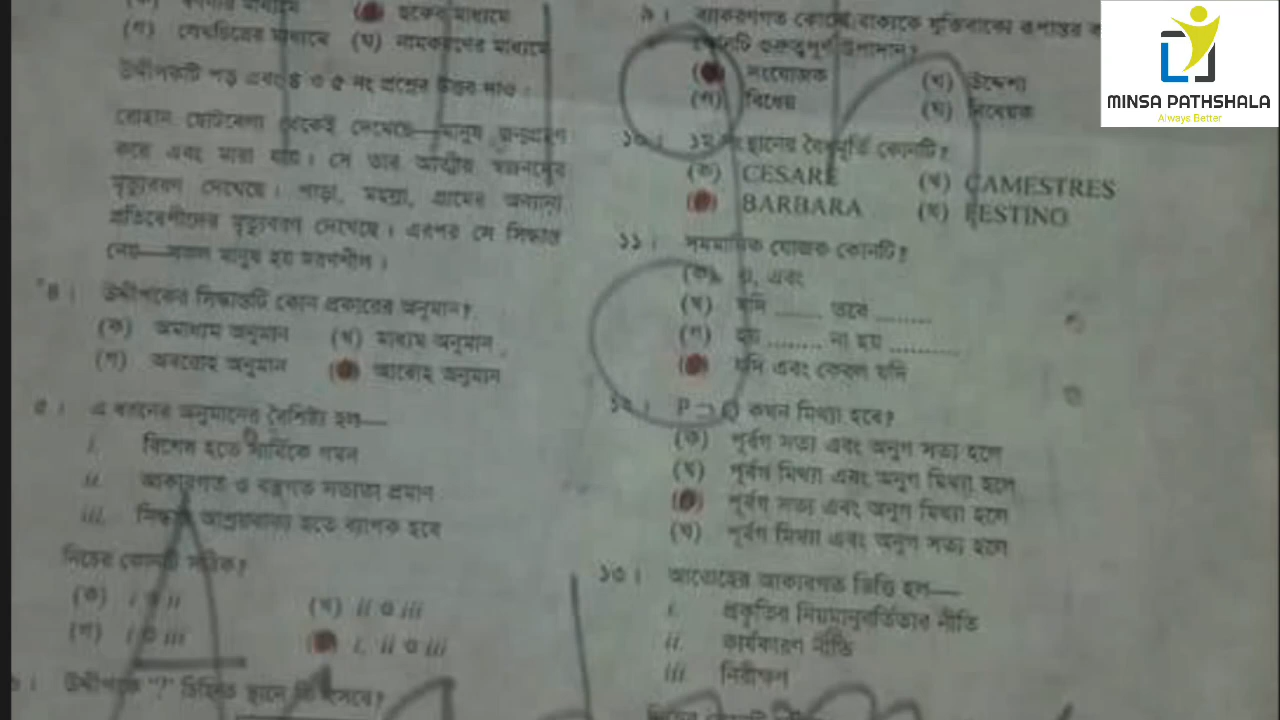 (গ) শেষচিত্রের মাধ্যমে (ঘ) নামকরণের মাধ্যমে
উদ্দীপকটি পড় এবং ৪ ও ৫ নং প্রশ্নের উত্তর দাও:
রোহান ছোটবেলা থেকেই দেখেছে—মানুষ জন্মগ্রহণ
করে এবং মারা যায়। সে তার আত্মীয় স্বজনদের
মৃত্যুবরণ দেখেছে। পাড়া, মহল্লা, গ্রামের অন্যান্য
প্রতিবেশীদের মৃত্যুবরণ দেখেছে। এরপর সে সিদ্ধান্ত
নেয়—সকল মানুষ হয় মরণশীল।
৪। উদ্দীপকের সিদ্ধান্তটি কোন প্রকারের অনুমান?
(ক) অমাধ্যম অনুমান (খ) মাধ্যম অনুমান
(গ) অবরোহ অনুমান আরোহ অনুমান
৫। এ ধরনের অনুমানের বৈশিষ্ট্য হল—
i. বিশেষ হতে সার্বিকে গমন
ii. আকারগত ও বস্তুগত সত্যতা প্রমাণ
iii. সিদ্ধান্ত আশ্রয়বাক্য হতে ব্যাপক হবে
নিচের কোনটি সঠিক?
(ক) i ও ii (খ) ii ও iii
(গ) i ও iii i, ii ও iii
উদ্দীপকে "?" চিহ্নিত স্থানে কি বসবে?
৯। ব্যাকরণগত কোনো বাক্যকে যুক্তিবাক্যে রূপান্তর
কোনটি গুরুত্বপূর্ণ উপাদান?
সংযোজক (খ) উদ্দেশ্য
(গ) বিধেয় (ঘ) বিধেয়ক
১০। ১ম সংস্থানের বৈধ মূর্তি কোনটি?
(ক) CESARE (খ) CAMESTRES
BARBARA (ঘ) FESTINO
১১। সমমানিক যোজক কোনটি?
(ক) ও, এবং
(খ) যদি ...... তবে ........
(গ) হয় ........ না হয় ..........
যদি এবং কেবল যদি
১২। P ⊃ Q কখন মিথ্যা হবে?
(ক) পূর্বগ সত্য এবং অনুগ সত্য হলে
(খ) পূর্বগ মিথ্যা এবং অনুগ মিথ্যা হলে
পূর্বগ সত্য এবং অনুগ মিথ্যা হলে
(ঘ) পূর্বগ মিথ্যা এবং অনুগ সত্য হলে
১৩। আরোহের আকারগত ভিত্তি হল—
i. প্রকৃতির নিয়মানুবর্তিতার নীতি
ii. কার্যকারণ নীতি
iii নিরীক্ষণ
MINSA PATHSHALA
Always Better